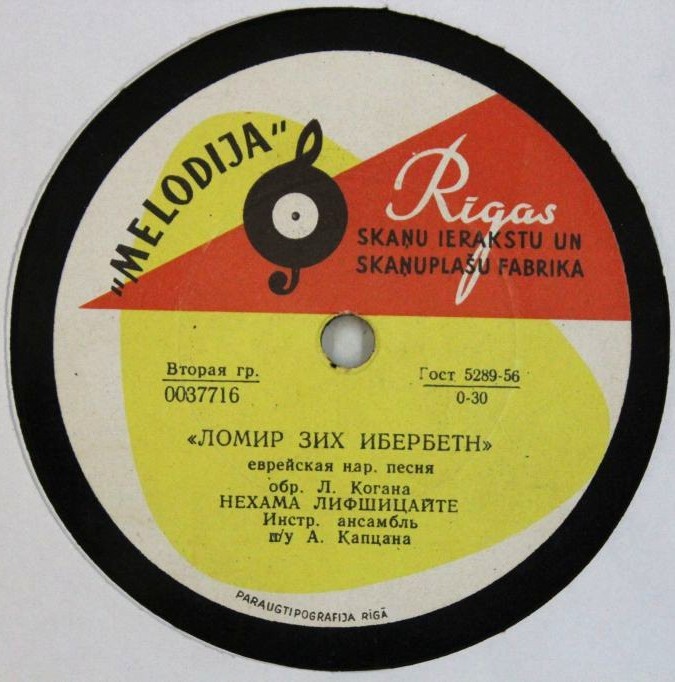 "MELODIJA"
Rīgas
SKAŅU IERAKSTU UN
SKAŅUPLAŠU FABRIKA
Вторая гр.
0037716
Гост 5289-56
0-30
«ЛОМИР ЗИХ ИБЕРБЕТН»
еврейская нар. песня
обр. Л. Когана
НЕХАМА ЛИФШИЦАЙТЕ
Инстр. ансамбль
п/у А. Капцана
PARAUGTIPOGRAFIJA RĪGĀ